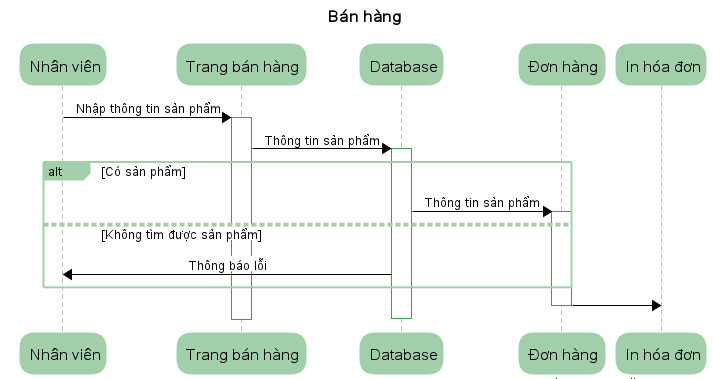 Bán hàng
Nhân viên
Trang bán hàng
Database
Đơn hàng
In hóa đơn
Nhập thông tin sản phẩm
Thông tin sản phẩm
alt
[Có sản phẩm]
Thông tin sản phẩm
[Không tìm được sản phẩm]
Thông báo lỗi
Nhân viên
Trang bán hàng
Database
Đơn hàng
In hóa đơn